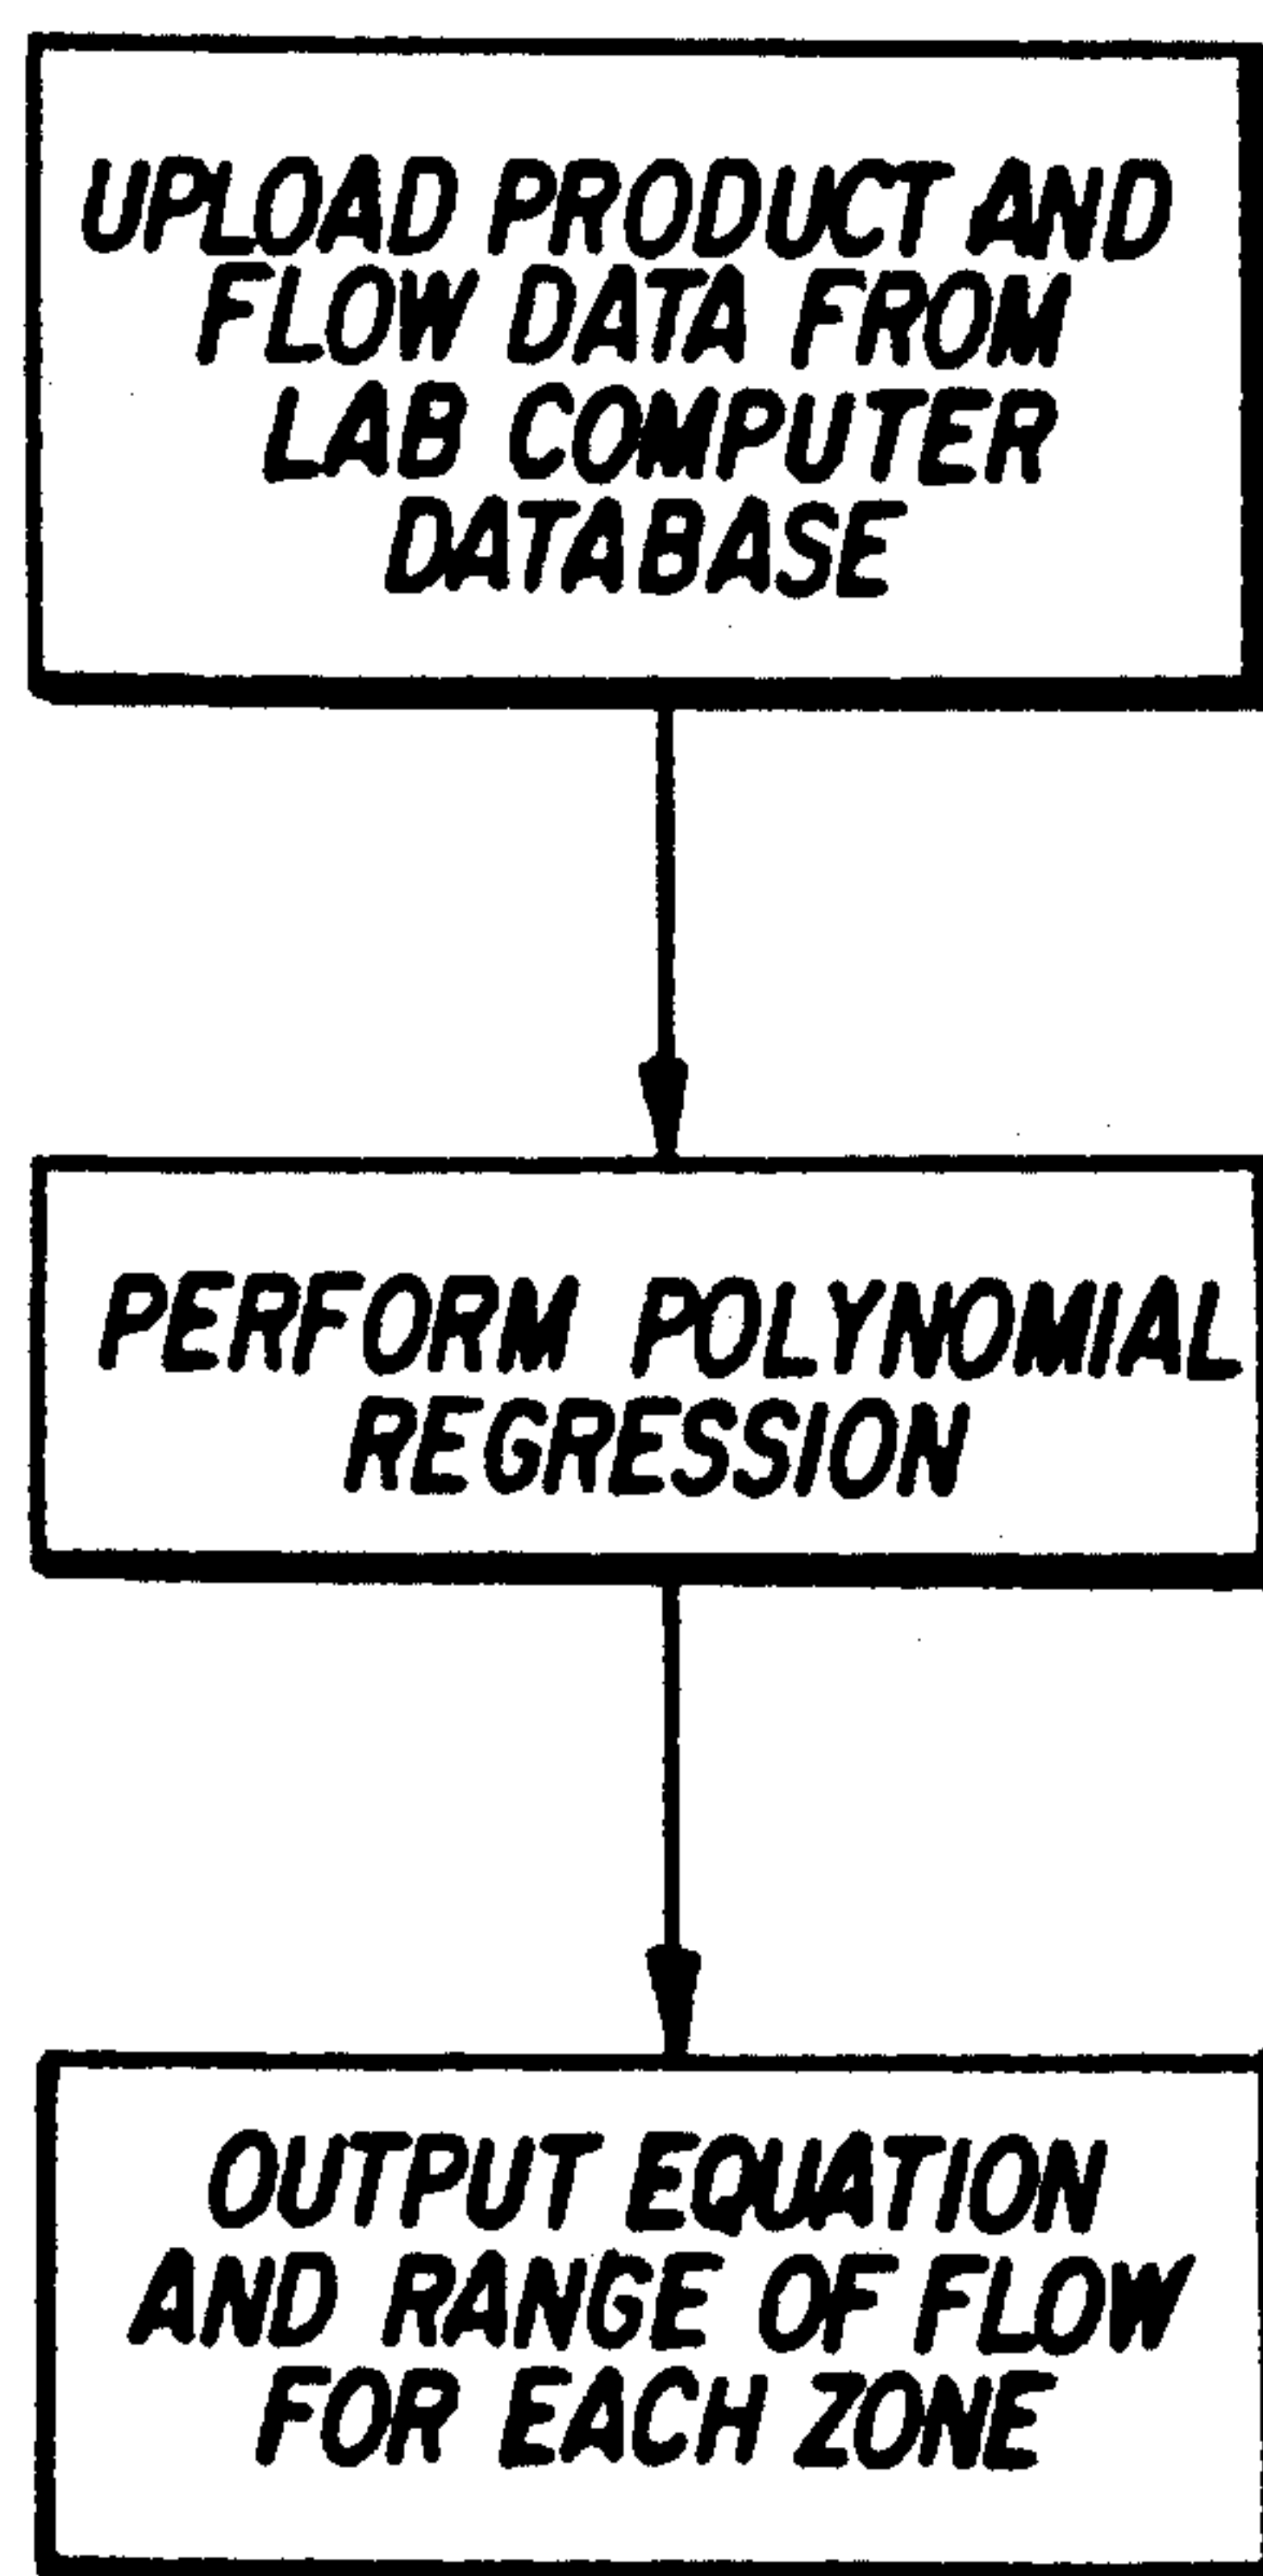 UPLOAD PRODUCT AND
FLOW DATA FROM
LAB COMPUTER
DATABASE
PERFORM POLYNOMIAL
REGRESSION
OUTPUT EQUATION
AND RANGE OF FLOW
FOR EACH ZONE